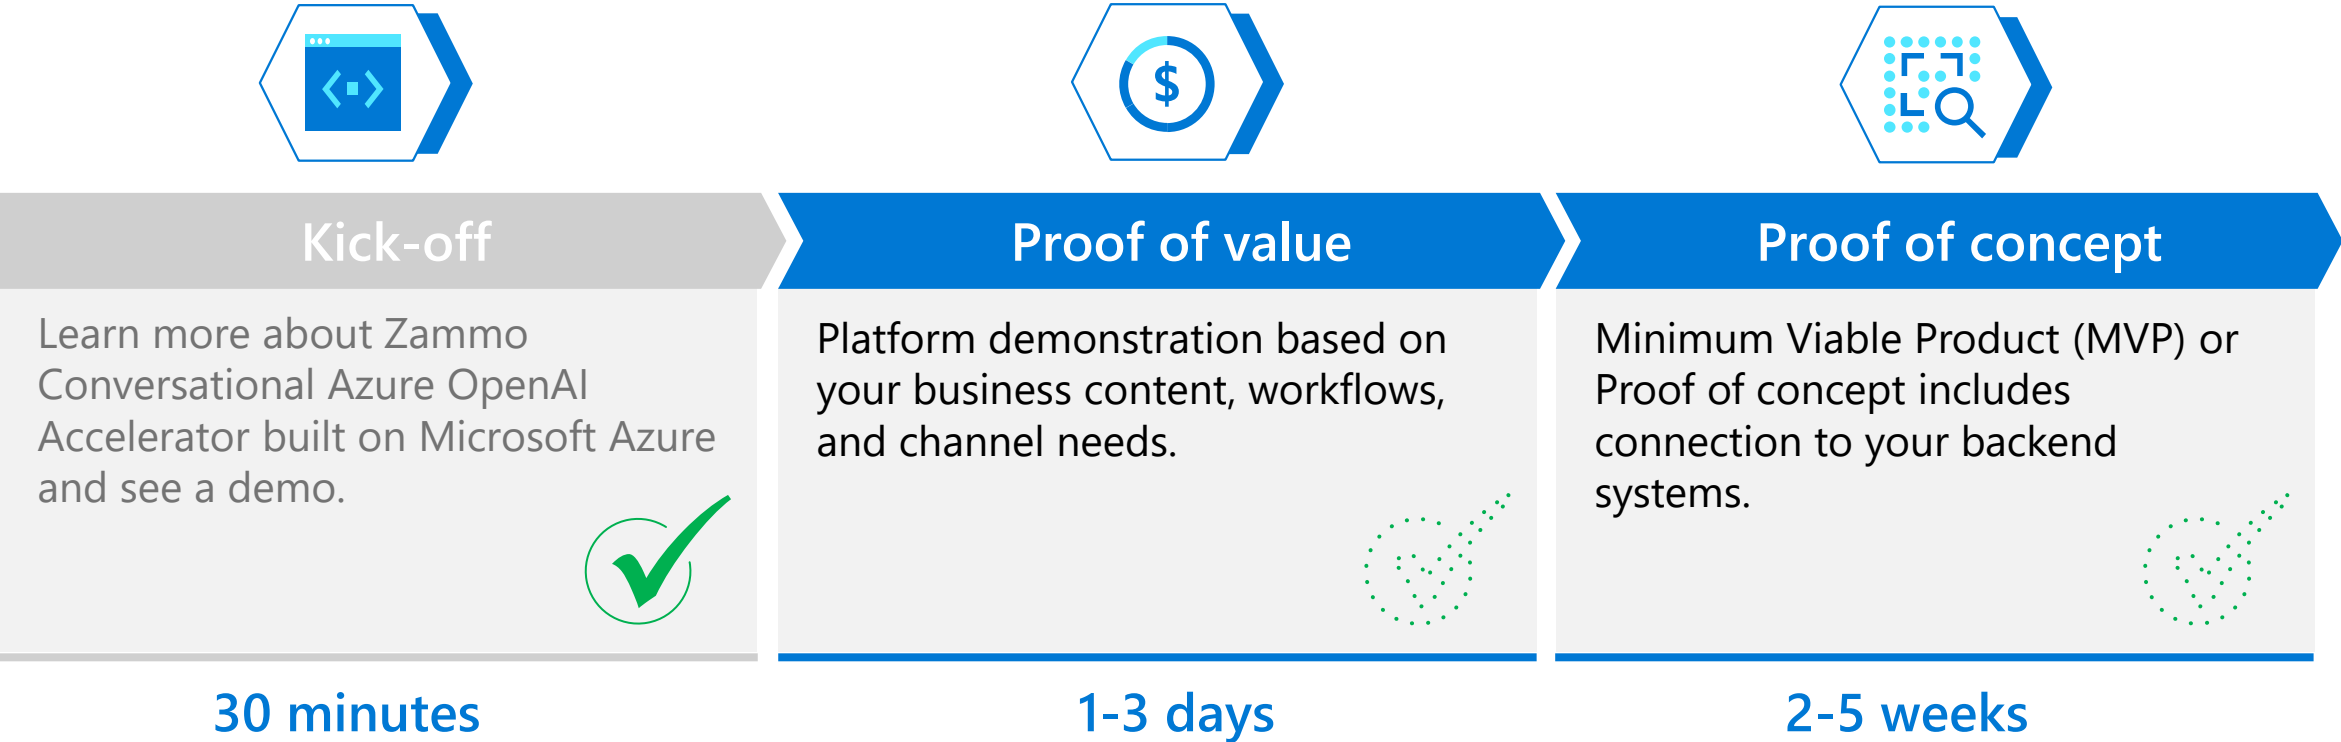 $
Kick-off
Learn more about Zammo
Conversational Azure OpenAI
Accelerator built on Microsoft Azure
and see a demo.
30 minutes
Proof of value
Platform demonstration based on
your business content, workflows,
and channel needs.
1-3 days
Proof of concept
Minimum Viable Product (MVP) or
Proof of concept includes
connection to your backend
systems.
2-5 weeks